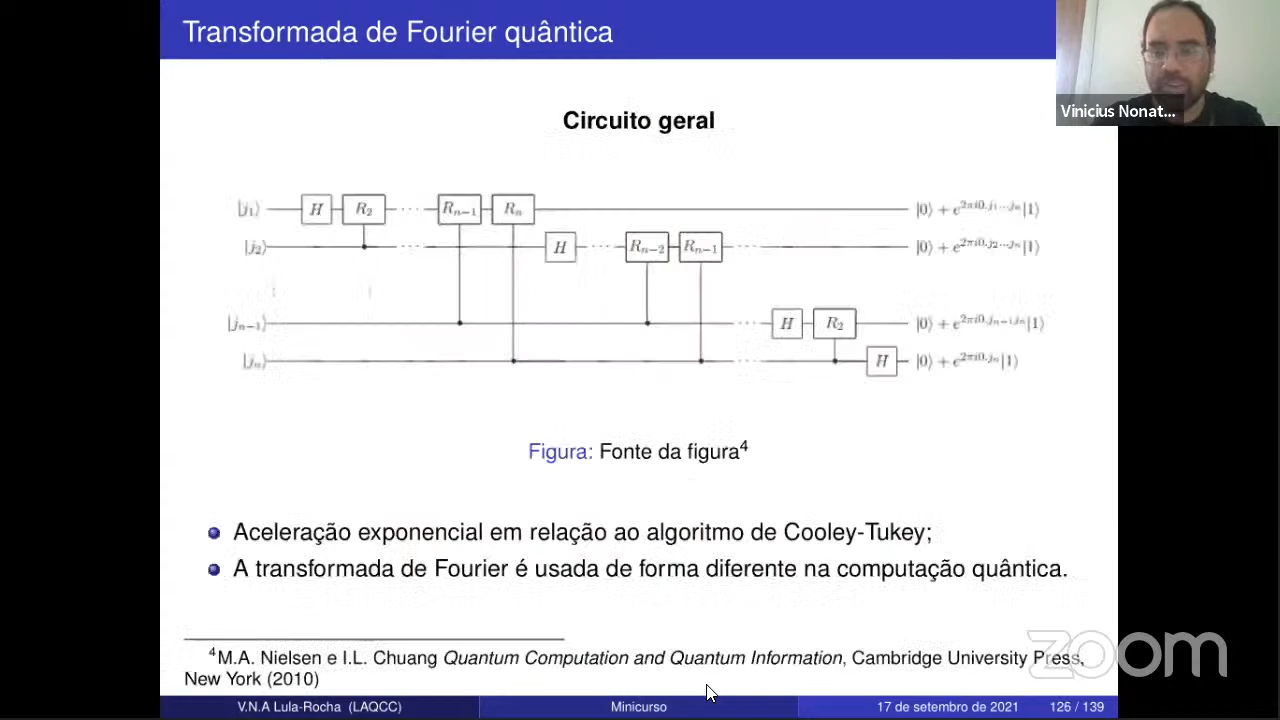 Transformada de Fourier quântica
Vinicius Nonat...
Circuito geral
|j₁⟩ H R₂ ··· Rₙ₋₁ Rₙ |0⟩ + e^{2πi0.j₁···jₙ}|1⟩
|j₂⟩ ··· H ··· Rₙ₋₂ Rₙ₋₁ ··· |0⟩ + e^{2πi0.j₂···jₙ}|1⟩
|jₙ₋₁⟩ ··· H R₂ |0⟩ + e^{2πi0.jₙ₋₁jₙ}|1⟩
|jₙ⟩ ··· H |0⟩ + e^{2πi0.jₙ}|1⟩
Figura: Fonte da figura⁴
Aceleração exponencial em relação ao algoritmo de Cooley-Tukey;
A transformada de Fourier é usada de forma diferente na computação quântica.
⁴M.A. Nielsen e I.L. Chuang Quantum Computation and Quantum Information, Cambridge University Press,
New York (2010)
zoom
V.N.A Lula-Rocha (LAQCC) Minicurso 17 de setembro de 2021 126 / 139